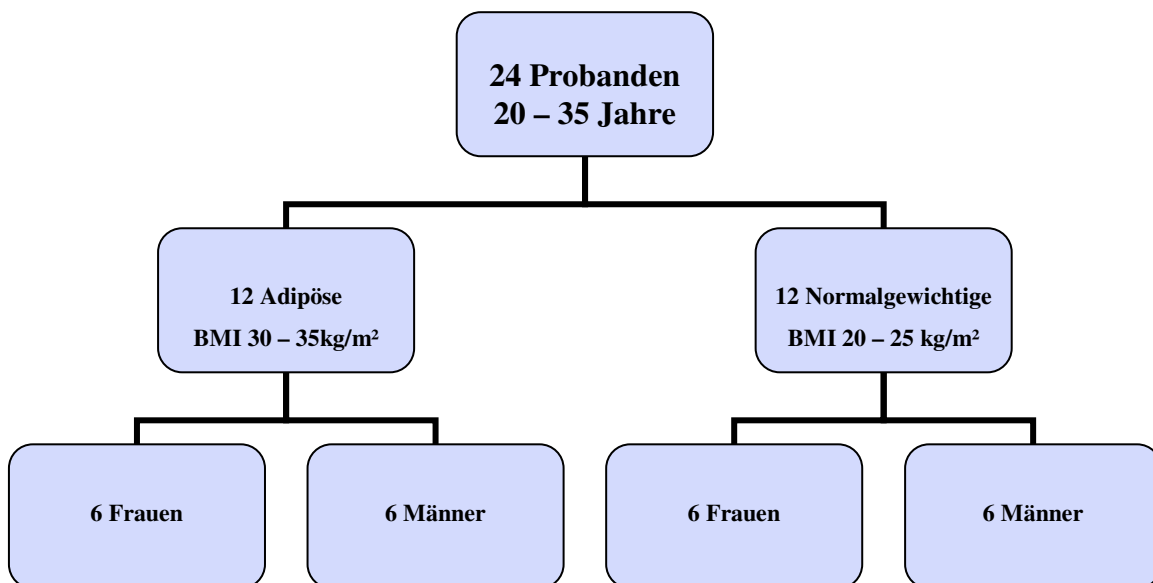 24 Probanden
20 – 35 Jahre
12 Adipöse
BMI 30 – 35kg/m²
12 Normalgewichtige
BMI 20 – 25 kg/m²
6 Frauen
6 Männer
6 Frauen
6 Männer